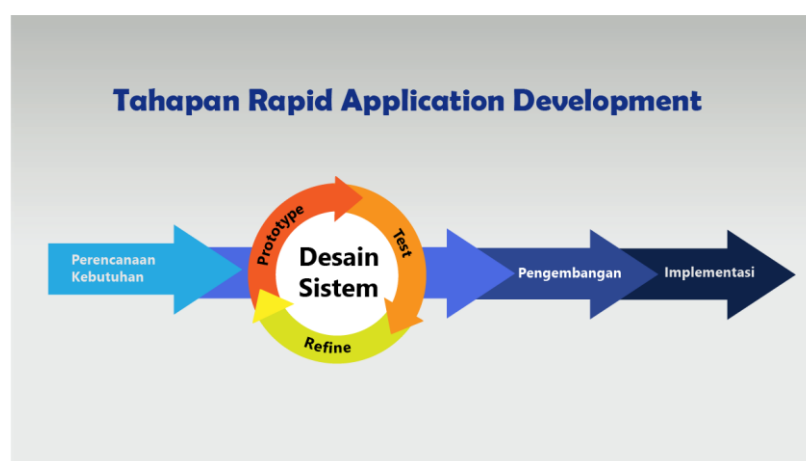 Tahapan Rapid Application Development
Perencanaan
Kebutuhan
Prototype
Test
Refine
Desain
Sistem
Pengembangan
Implementasi